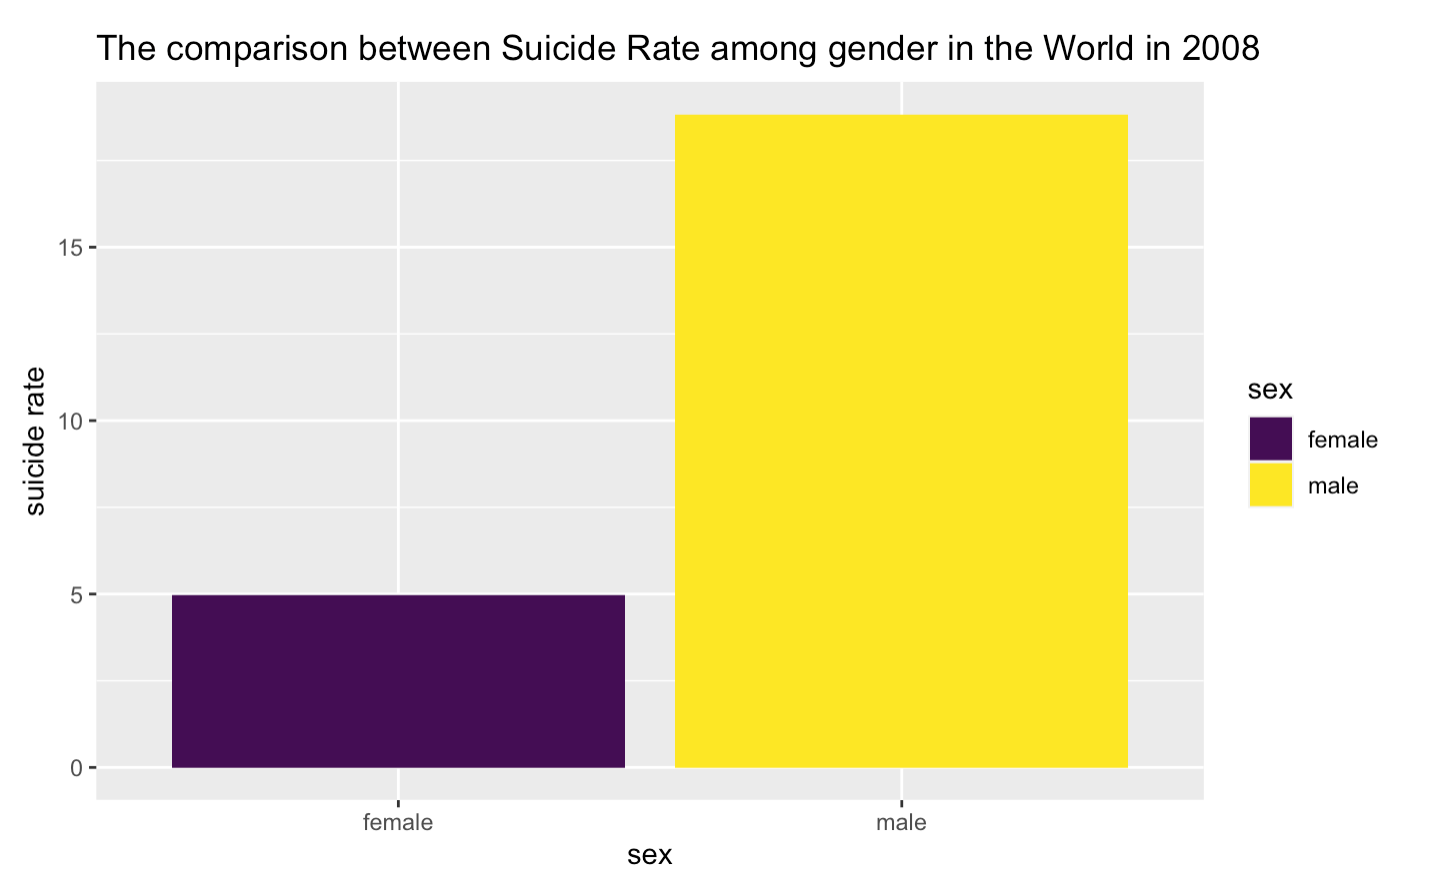 The comparison between Suicide Rate among gender in the World in 2008
suicide rate
15
10
5
0
female
male
sex
sex
female
male